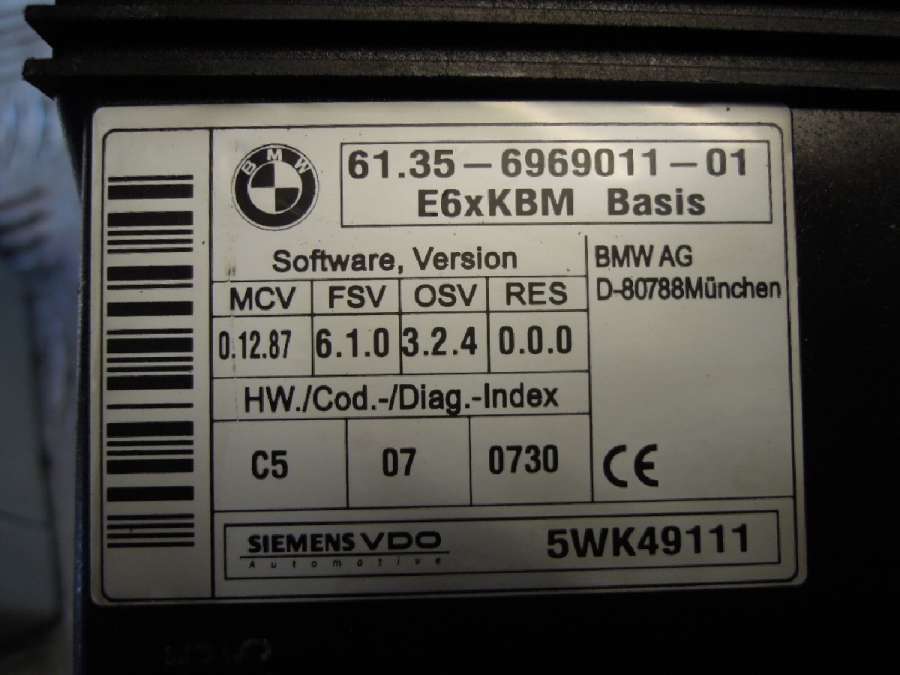 BMW
61.35-6969011-01
E6xKBM Basis
Software, Version
MCV FSV OSV RES
0.12.87 6.1.0 3.2.4 0.0.0
BMW AG
D-80788München
HW./Cod.-/Diag.-Index
C5 07 0730
CE
SIEMENS VDO
Automotive
5WK49111